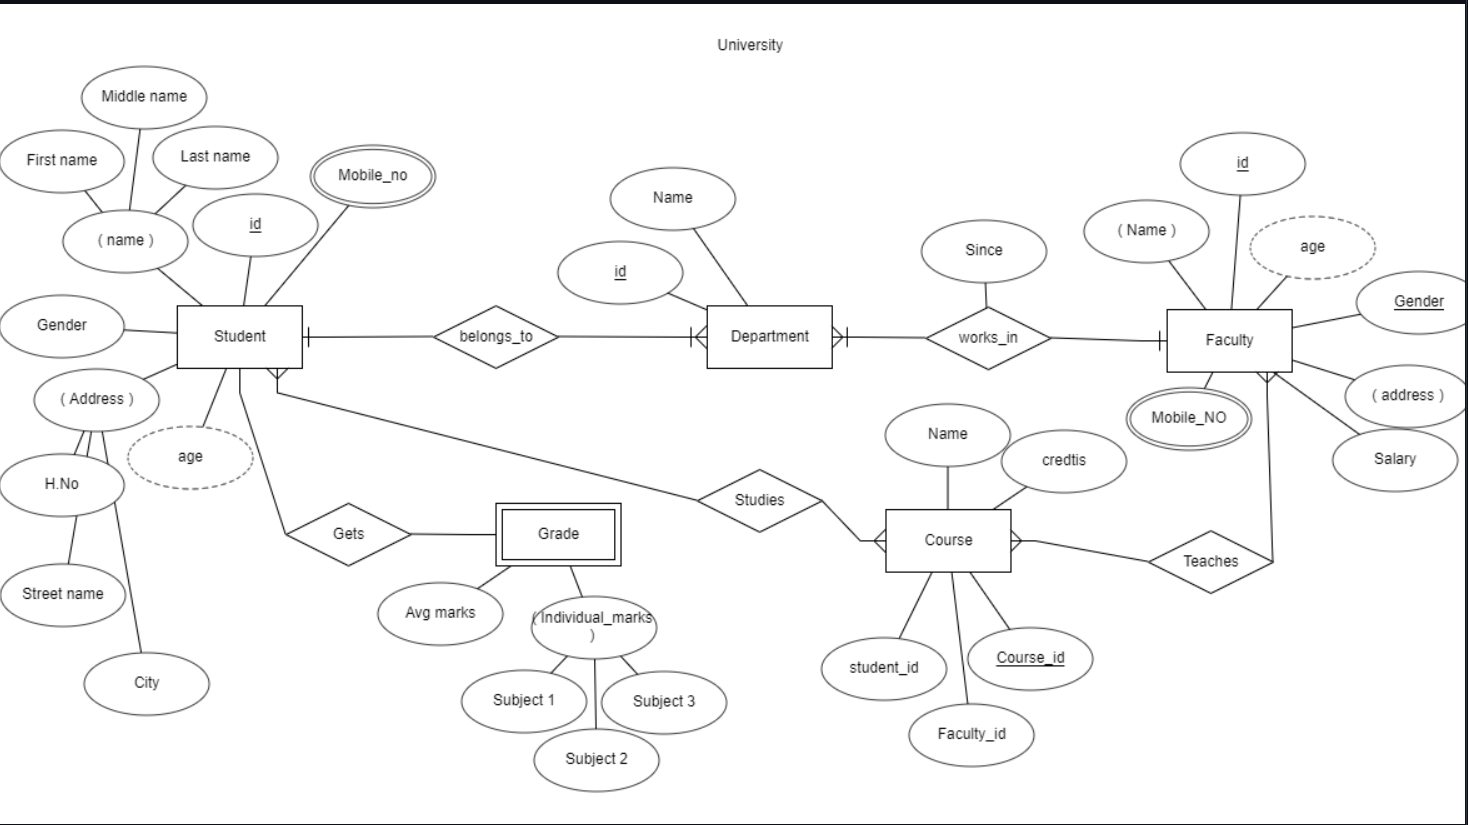 University
Middle name
First name
Last name
Mobile_no
( name )
id
Gender
Student
( Address )
age
H.No
Street name
City
belongs_to
Name
id
Department
Since
works_in
id
( Name )
age
Gender
Faculty
( address )
Mobile_NO
Salary
Gets
Grade
Avg marks
( Individual_marks
)
Subject 1
Subject 3
Subject 2
Studies
Name
credtis
Course
Teaches
student_id
Course_id
Faculty_id